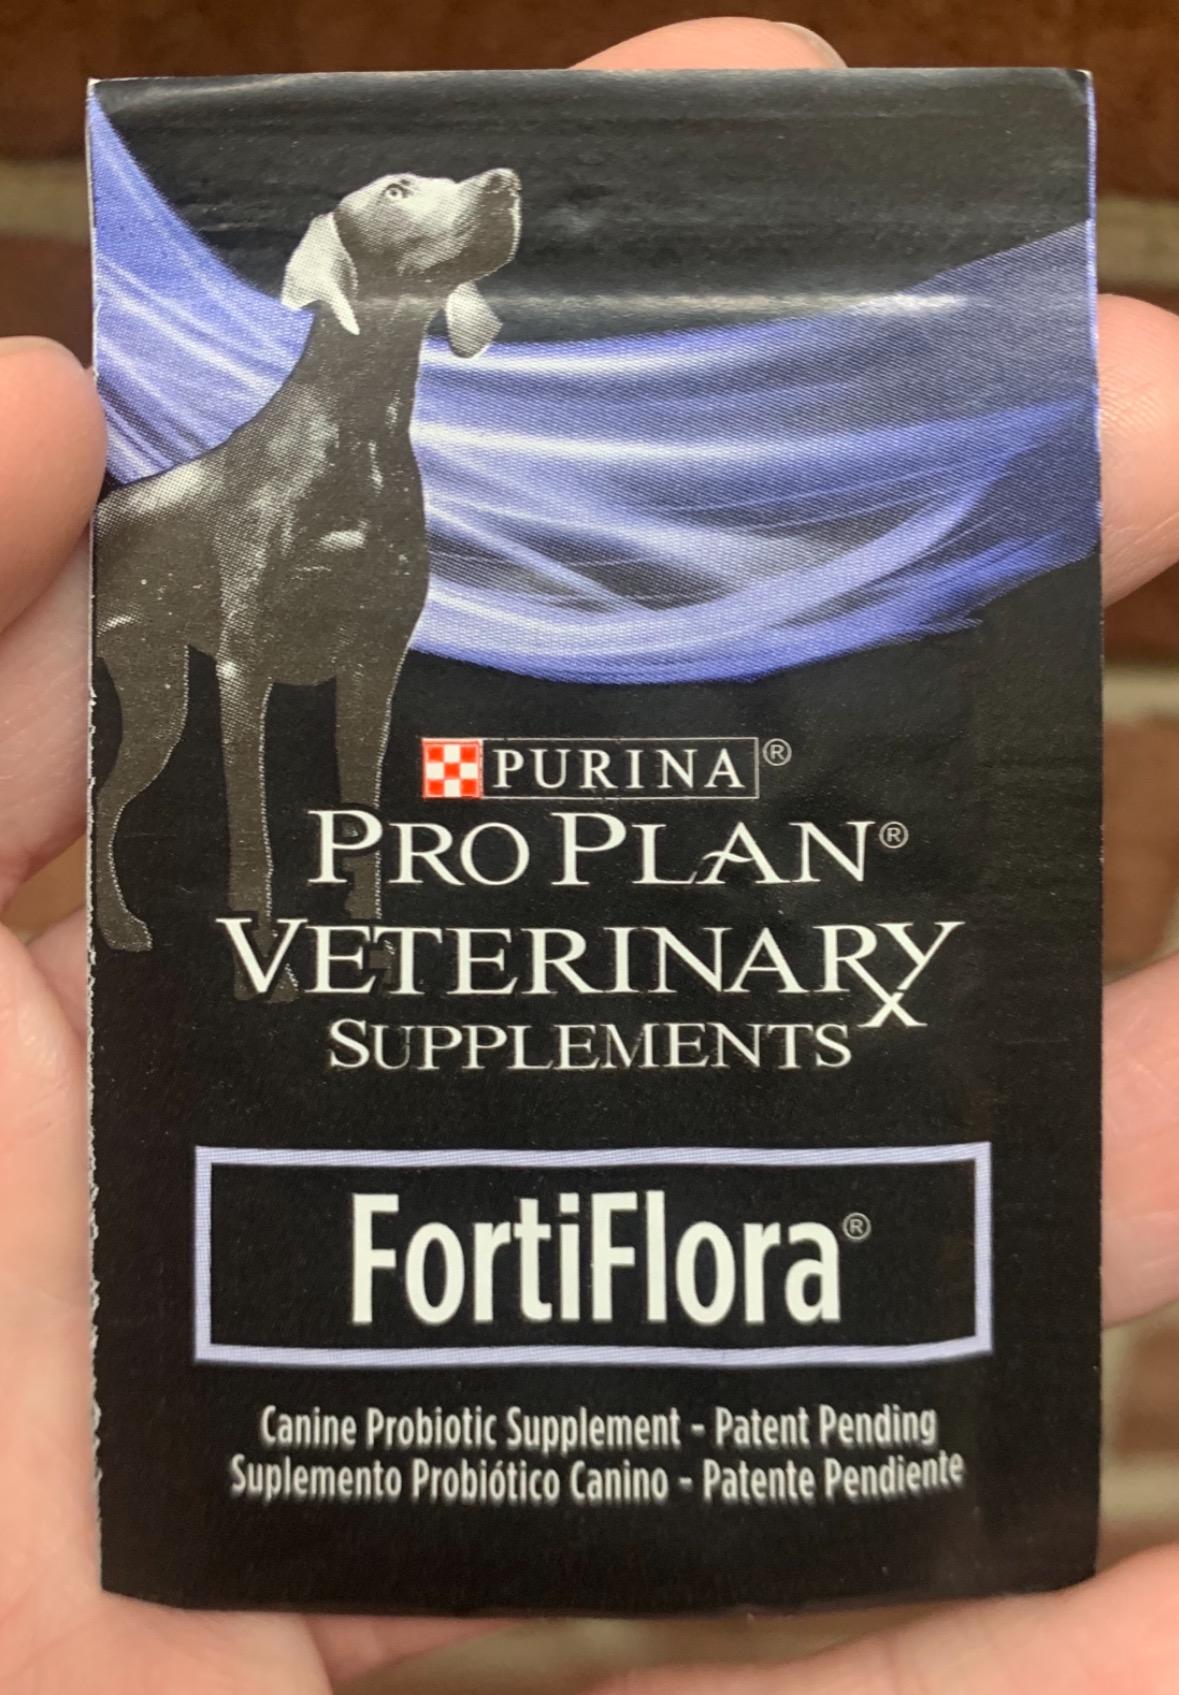 PURINA®
PRO PLAN®
VETERINARY
SUPPLEMENTS
FortiFlora®
Canine Probiotic Supplement - Patent Pending
Suplemento Probiótico Canino - Patente Pendiente